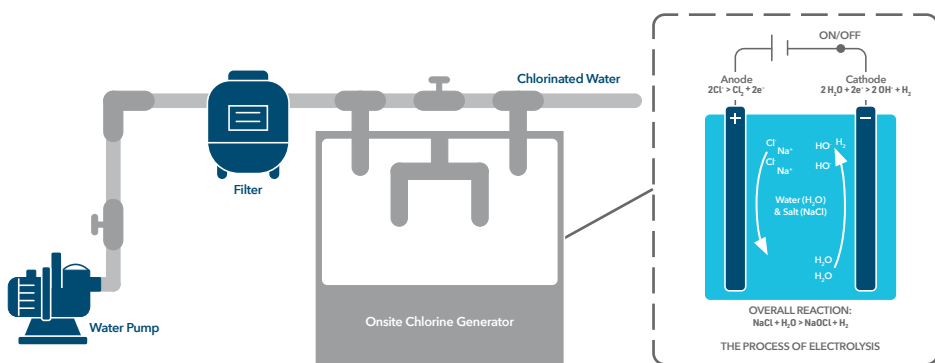 ON/OFF
Anode
2Cl⁻ > Cl₂ + 2e⁻
Cathode
2 H₂O + 2e⁻ > 2 OH⁻ + H₂
Chlorinated Water
+
−
Cl⁻
Na⁺
Cl⁻
Na⁺
HO⁻ H₂
HO⁻
Water (H₂O)
& Salt (NaCl)
H₂O
H₂O
Filter
Water Pump
Onsite Chlorine Generator
OVERALL REACTION:
NaCl + H₂O > NaOCl + H₂
THE PROCESS OF ELECTROLYSIS